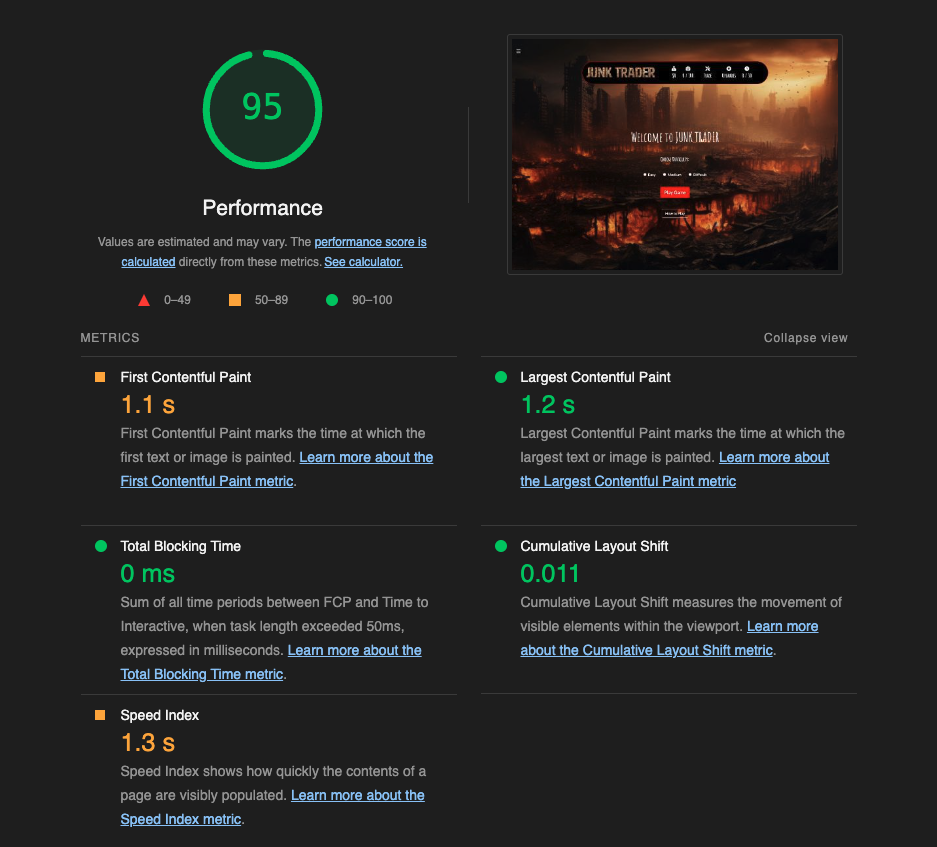 95
Performance
Values are estimated and may vary. The performance score is
calculated directly from these metrics. See calculator.
0–49
50–89
90–100
JUNK TRADER
Welcome to JUNK TRADER
Choose Difficulty:
Easy Medium Difficult
Play Game
How to Play
METRICS
Collapse view
First Contentful Paint
1.1 s
First Contentful Paint marks the time at which the
first text or image is painted. Learn more about the
First Contentful Paint metric.
Largest Contentful Paint
1.2 s
Largest Contentful Paint marks the time at which the
largest text or image is painted. Learn more about
the Largest Contentful Paint metric
Total Blocking Time
0 ms
Sum of all time periods between FCP and Time to
Interactive, when task length exceeded 50ms,
expressed in milliseconds. Learn more about the
Total Blocking Time metric.
Cumulative Layout Shift
0.011
Cumulative Layout Shift measures the movement of
visible elements within the viewport. Learn more
about the Cumulative Layout Shift metric.
Speed Index
1.3 s
Speed Index shows how quickly the contents of a
page are visibly populated. Learn more about the
Speed Index metric.